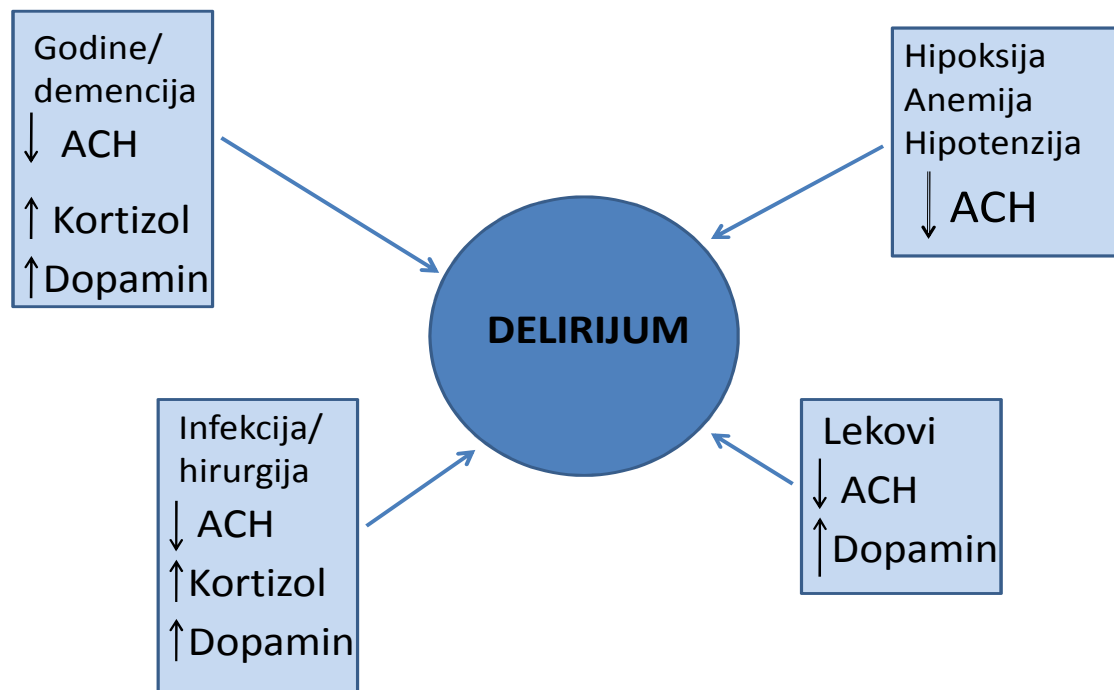 Godine/
demencija
↓ ACH
↑ Kortizol
↑ Dopamin
Hipoksija
Anemija
Hipotenzija
↓ ACH
DELIRIJUM
Infekcija/
hirurgija
↓ ACH
↑ Kortizol
↑ Dopamin
Lekovi
↓ ACH
↑ Dopamin